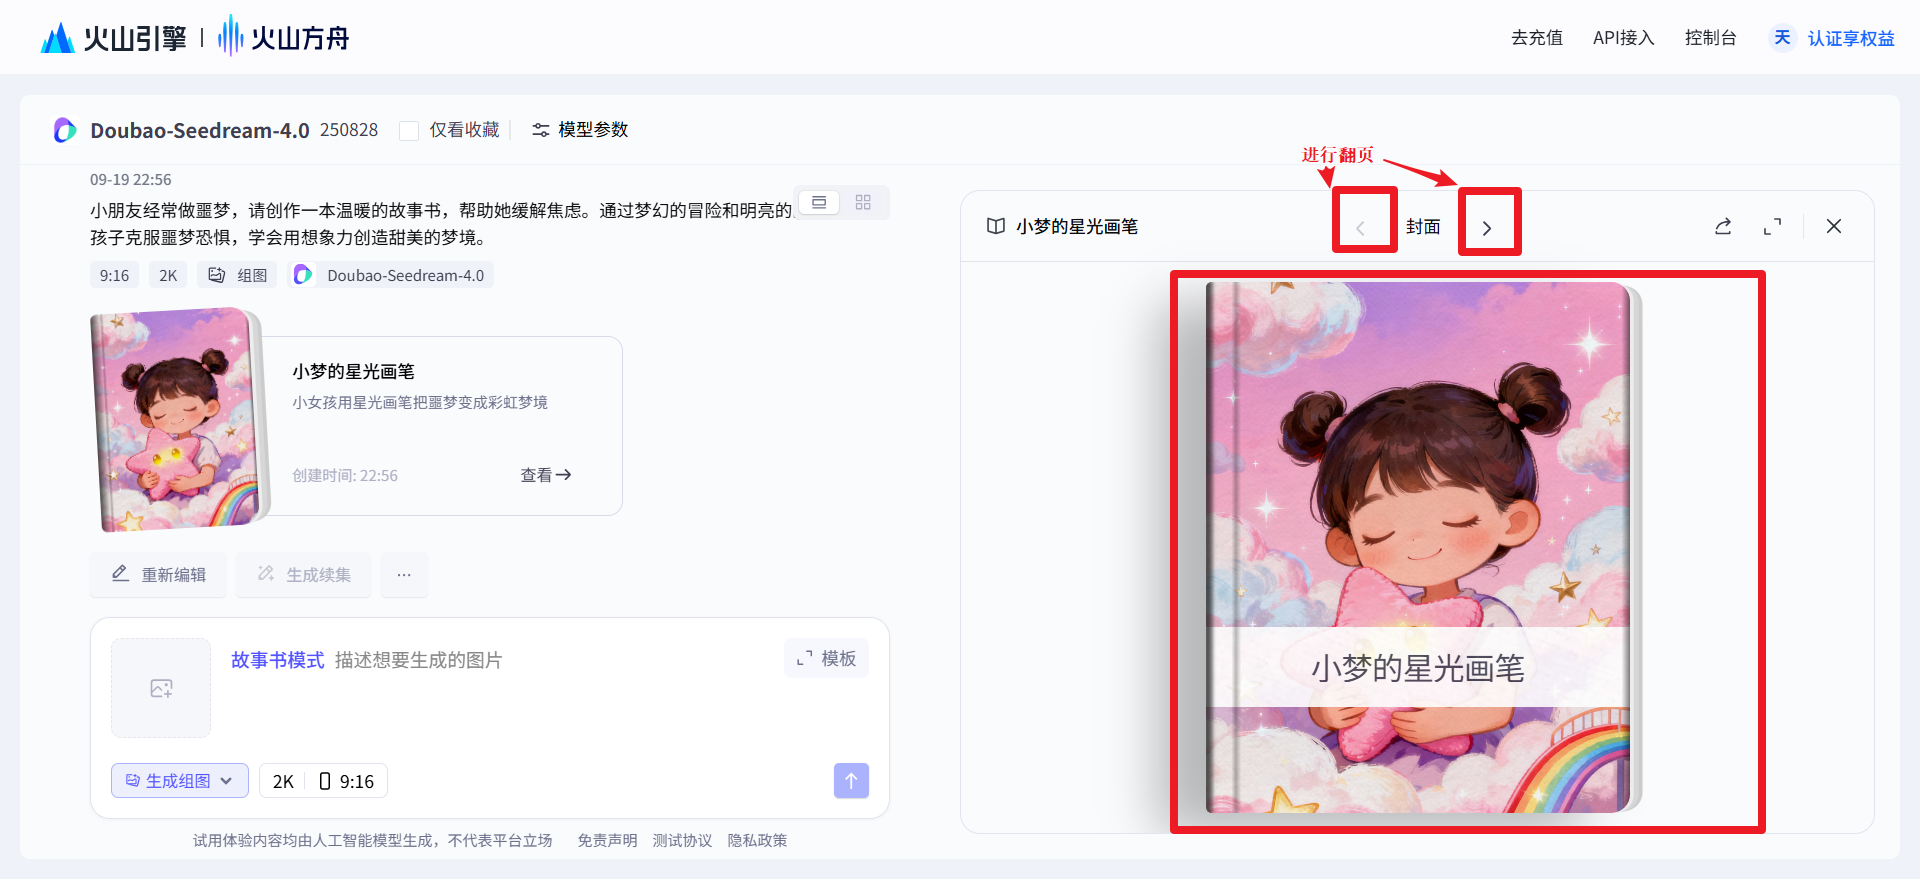 火山引擎 | 火山方舟
去充值 API接入 控制台 天 认证享权益
Doubao-Seedream-4.0 250828 仅看收藏 模型参数
进行翻页
09-19 22:56
小朋友经常做噩梦，请创作一本温暖的故事书，帮助她缓解焦虑。通过梦幻的冒险和明亮的
孩子克服噩梦恐惧，学会用想象力创造甜美的梦境。
9:16 2K 组图 Doubao-Seedream-4.0
小梦的星光画笔
小女孩用星光画笔把噩梦变成彩虹梦境
创建时间: 22:56 查看→
重新编辑 生成续集 ···
故事书模式 描述想要生成的图片 模板
生成组图 2K 9:16
试用体验内容均由人工智能模型生成，不代表平台立场 免责声明 测试协议 隐私政策
小梦的星光画笔 封面
小梦的星光画笔